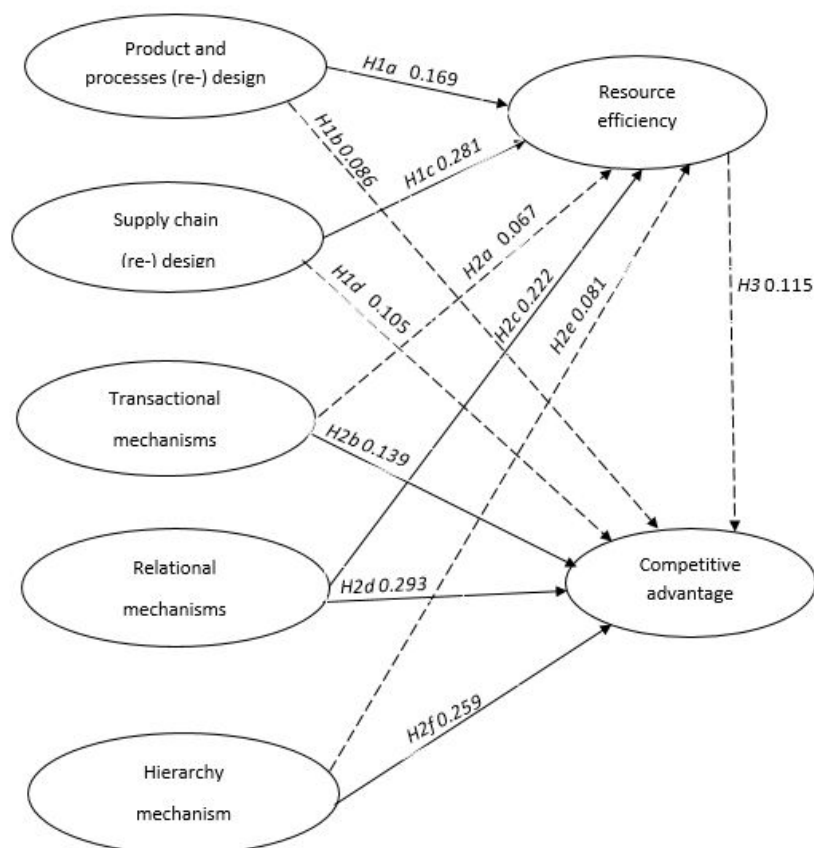 Product and
processes (re-) design
H1a 0.169
Resource
efficiency
H1b 0.086
H1c 0.281
Supply chain
(re-) design
H1d 0.105
H2a 0.067
H2c 0.222
H2e 0.081
H3 0.115
Transactional
mechanisms
H2b 0.139
Relational
mechanisms
H2d 0.293
Competitive
advantage
H2f 0.259
Hierarchy
mechanism